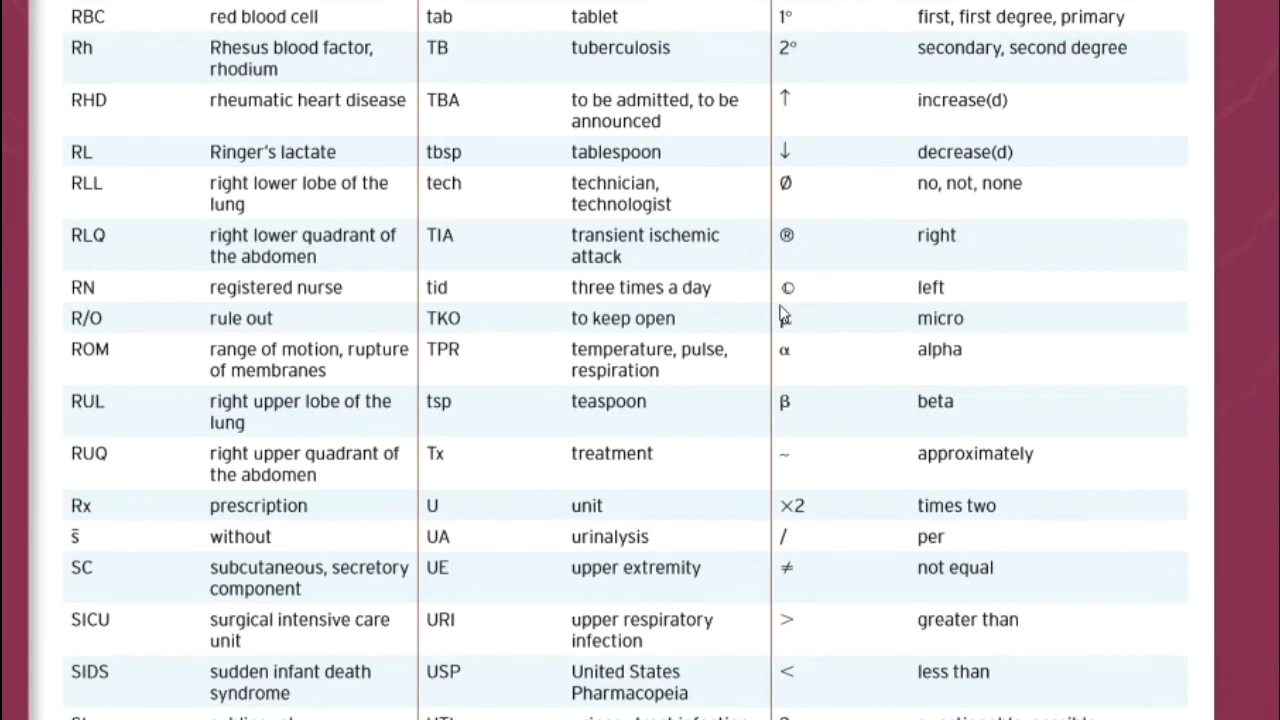 RBC red blood cell tab tablet 1° first, first degree, primary
Rh Rhesus blood factor, TB tuberculosis 2° secondary, second degree
rhodium
RHD rheumatic heart disease TBA to be admitted, to be ↑ increase(d)
announced
RL Ringer's lactate tbsp tablespoon ↓ decrease(d)
RLL right lower lobe of the tech technician, Ø no, not, none
lung technologist
RLQ right lower quadrant of TIA transient ischemic ® right
the abdomen attack
RN registered nurse tid three times a day © left
R/O rule out TKO to keep open μ micro
ROM range of motion, rupture TPR temperature, pulse, α alpha
of membranes respiration
RUL right upper lobe of the tsp teaspoon β beta
lung
RUQ right upper quadrant of Tx treatment ~ approximately
the abdomen
Rx prescription U unit ×2 times two
s̄ without UA urinalysis / per
SC subcutaneous, secretory UE upper extremity ≠ not equal
component
SICU surgical intensive care URI upper respiratory > greater than
unit infection
SIDS sudden infant death USP United States < less than
syndrome Pharmacopeia